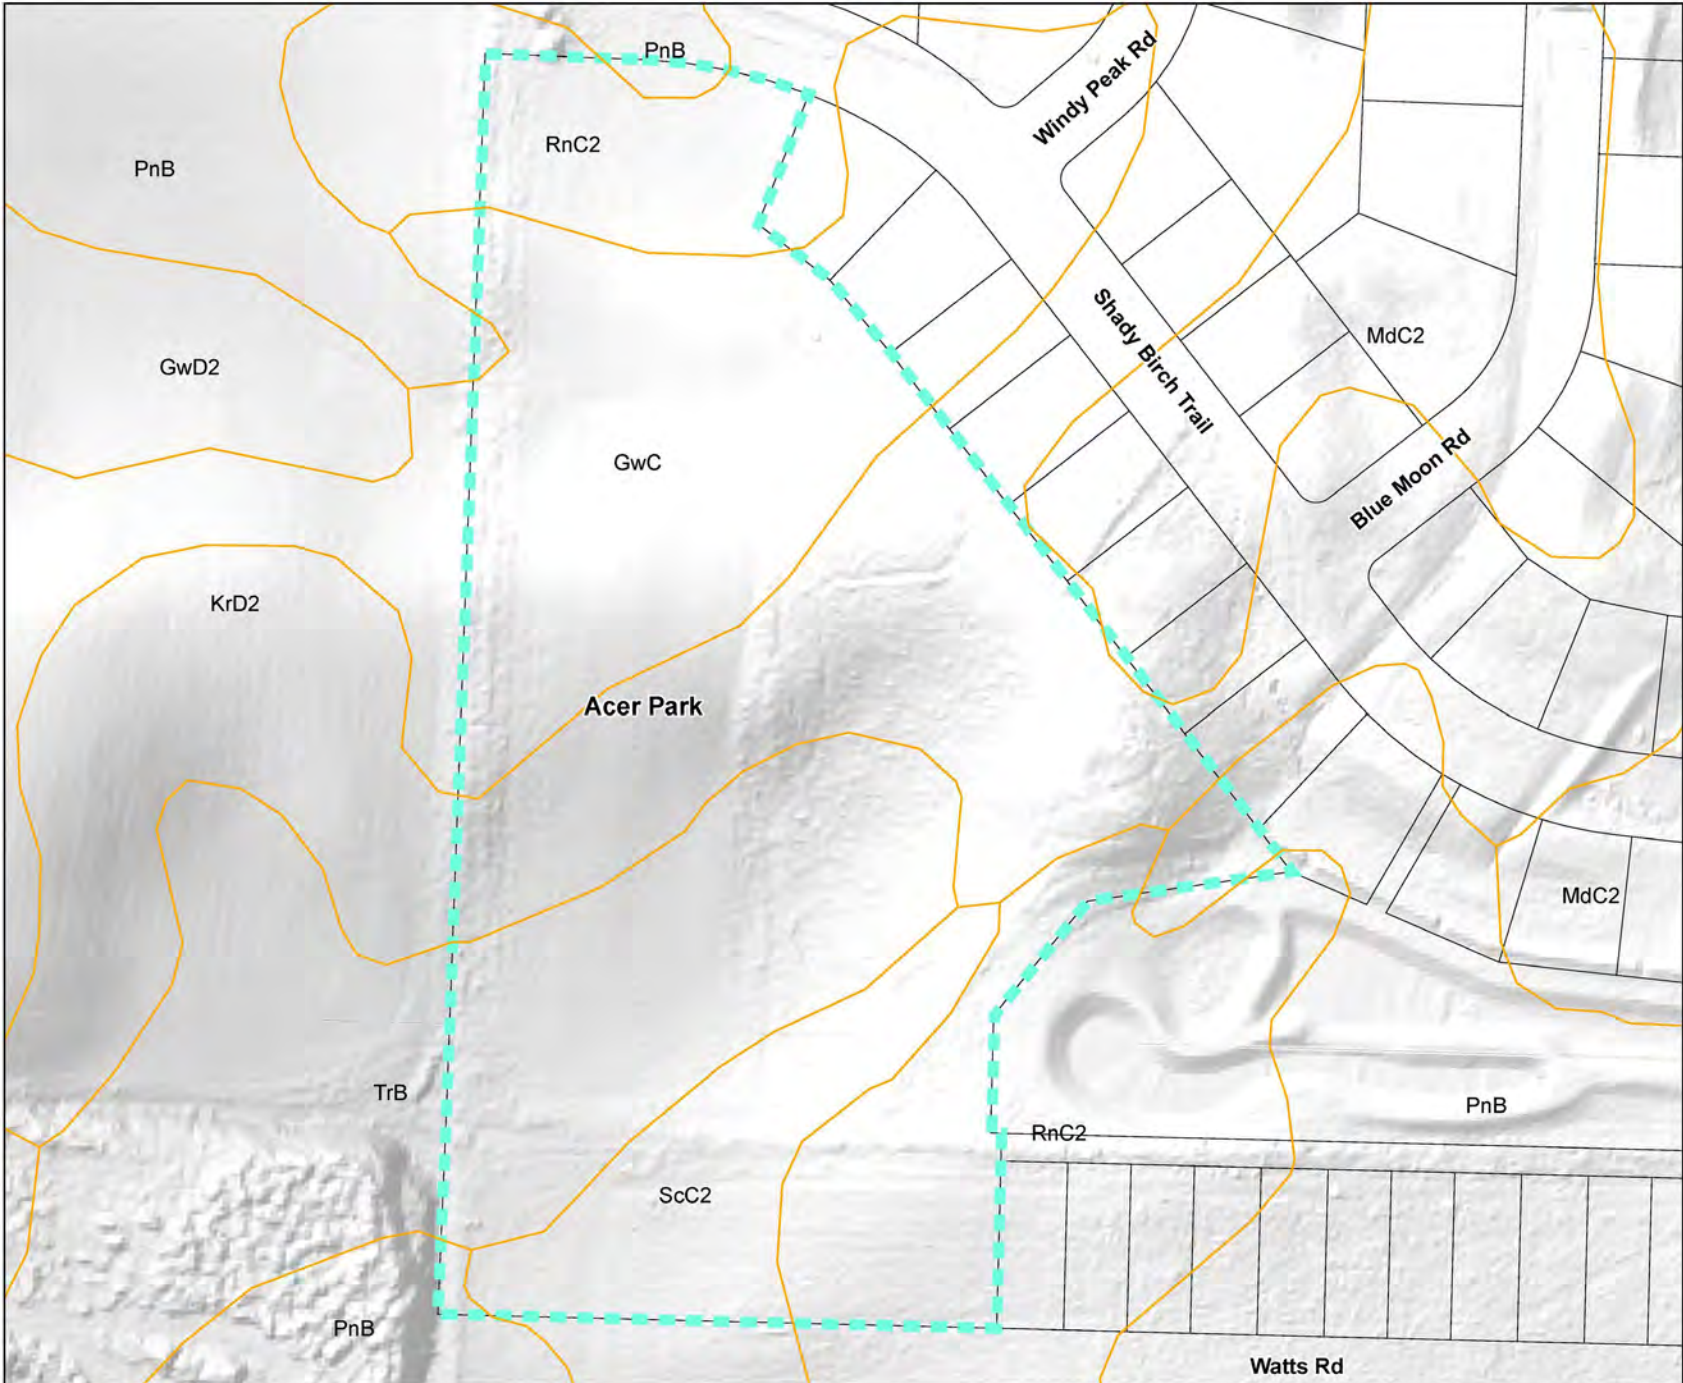 PnB
Windy Peak Rd
RnC2
PnB
Shady Birch Trail
MdC2
GwD2
GwC
Blue Moon Rd
KrD2
Acer Park
MdC2
TrB
PnB
RnC2
ScC2
PnB
Watts Rd